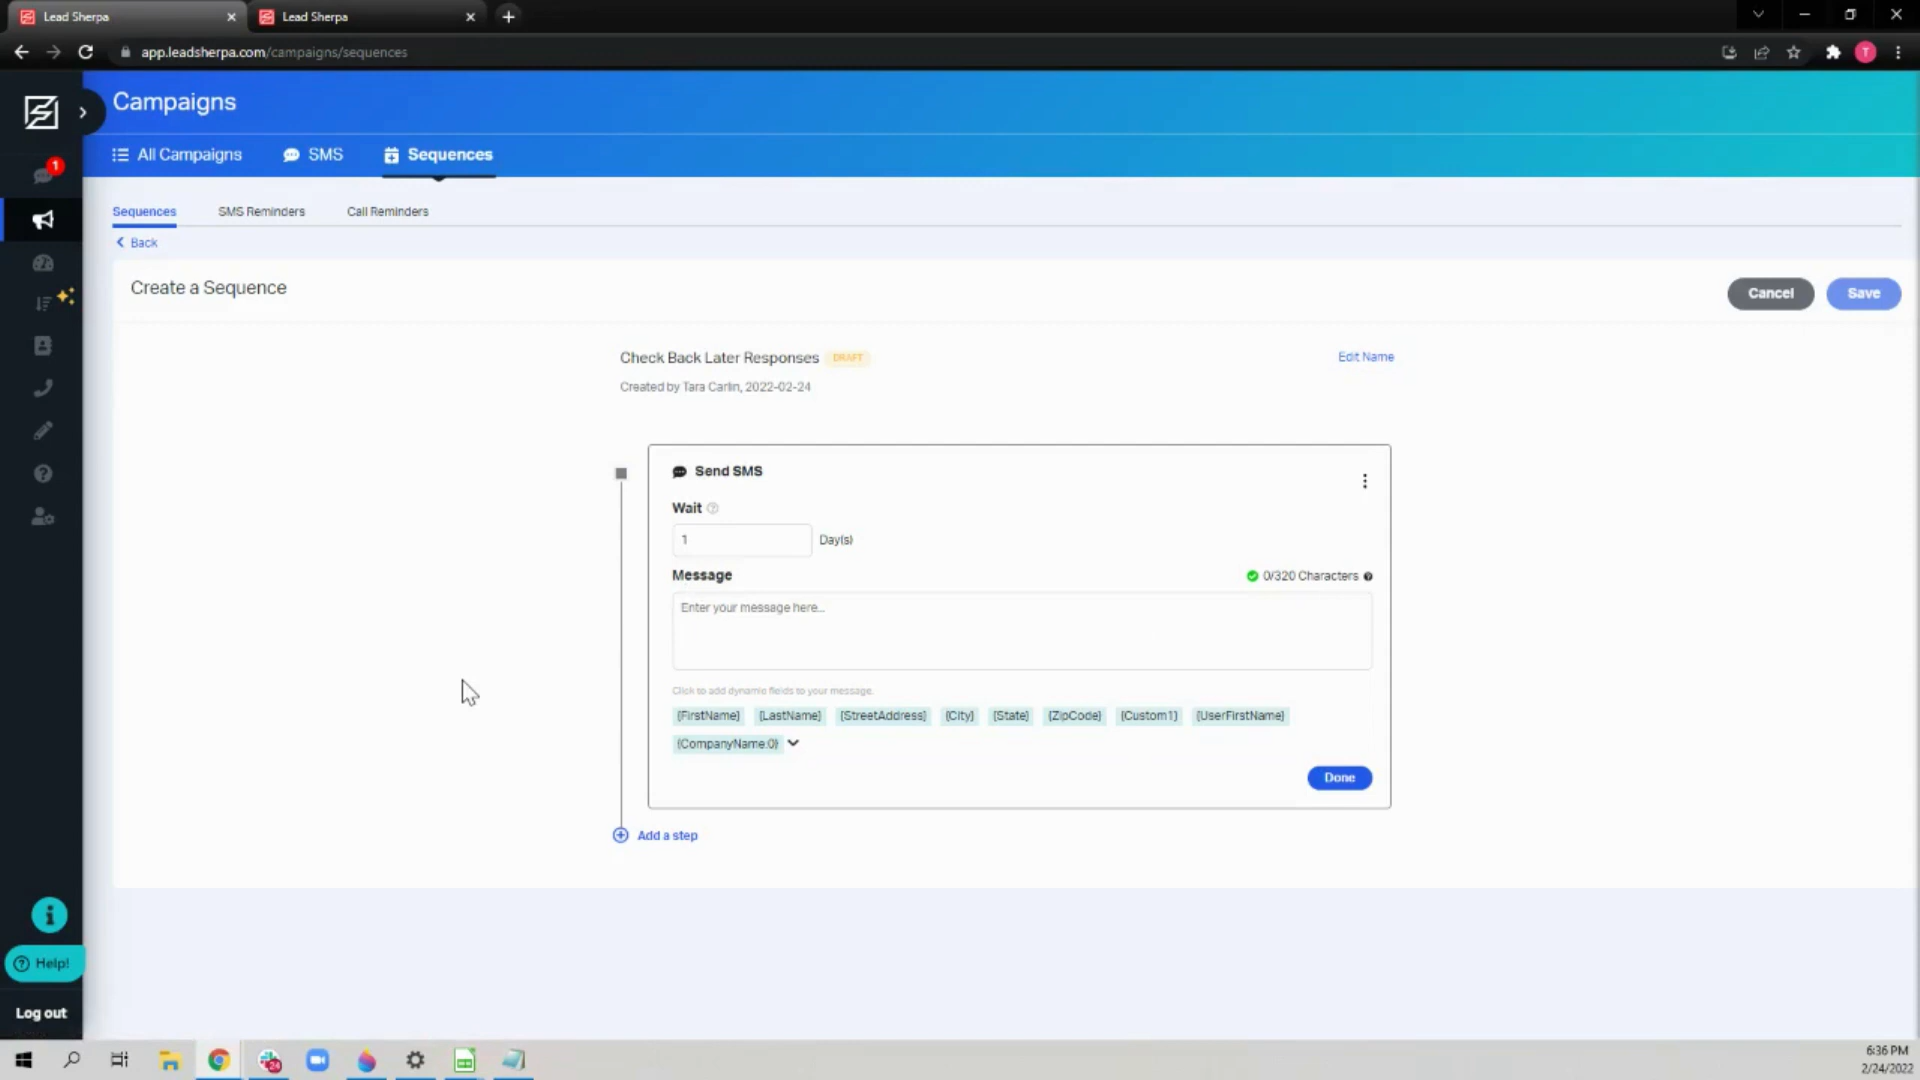 Lead Sherpa
Lead Sherpa
app.leadsherpa.com/campaigns/sequences
T
Campaigns
1
All Campaigns
SMS
Sequences
Sequences
SMS Reminders
Call Reminders
Back
Create a Sequence
Cancel
Save
Check Back Later Responses
DRAFT
Edit Name
Created by Tara Carlin, 2022-02-24
Send SMS
Wait
1
Day(s)
Message
0/320 Characters
Enter your message here...
Click to add dynamic fields to your message.
{FirstName} {LastName} {StreetAddress} {City} {State} {ZipCode} {Custom1} {UserFirstName}
{CompanyName:0}
Done
Add a step
Help!
Log out
24
6:36 PM
2/24/2022